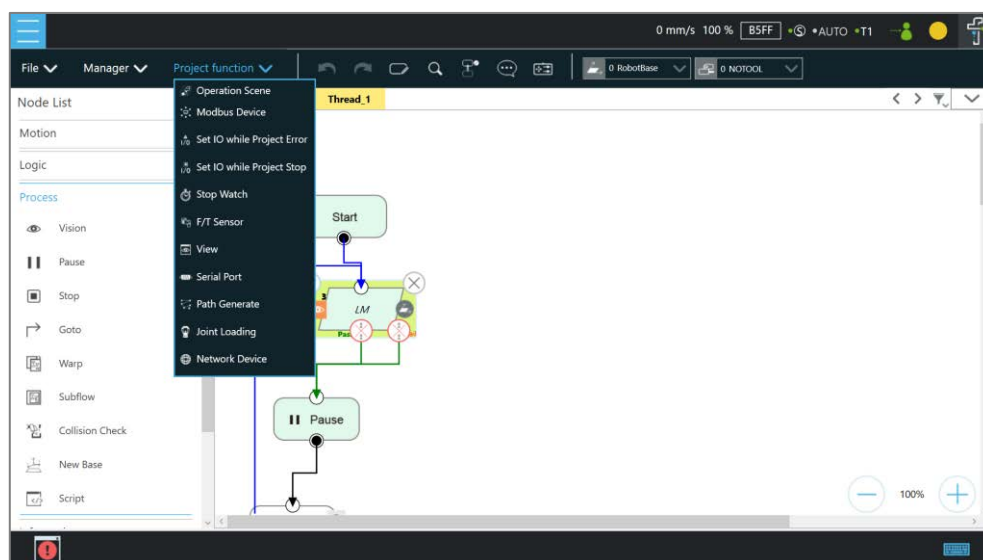 0 mm/s 100 % B5FF •Ⓢ •AUTO •T1
File Manager Project function 0 RobotBase 0 NOTOOL
Node List
Motion
Logic
Process
Vision
Pause
Stop
Goto
Warp
Subflow
Collision Check
New Base
Script
Operation Scene
Modbus Device
Set IO while Project Error
Set IO while Project Stop
Stop Watch
F/T Sensor
View
Serial Port
Path Generate
Joint Loading
Network Device
Thread_1
Start
3
LM
Pause
100%